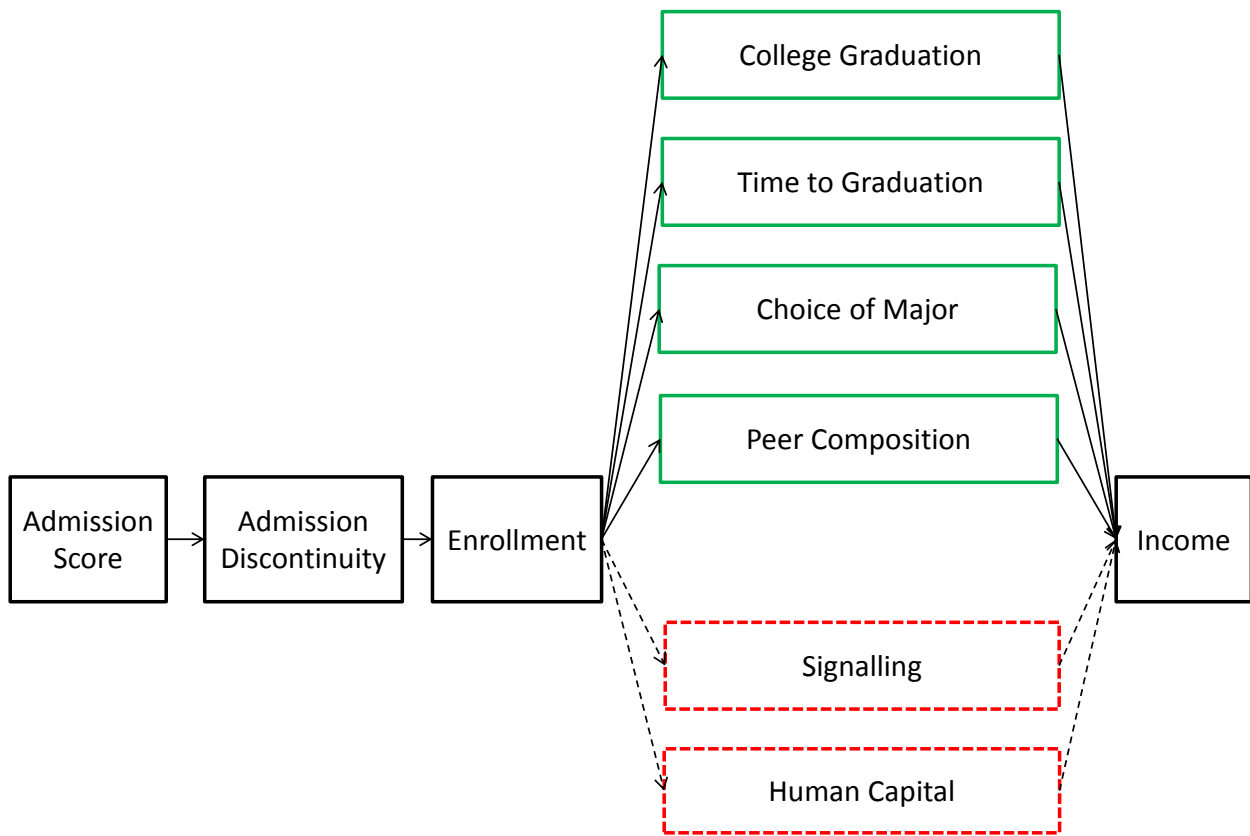 College Graduation
Time to Graduation
Choice of Major
Peer Composition
Admission
Score
Admission
Discontinuity
Enrollment
Income
Signalling
Human Capital